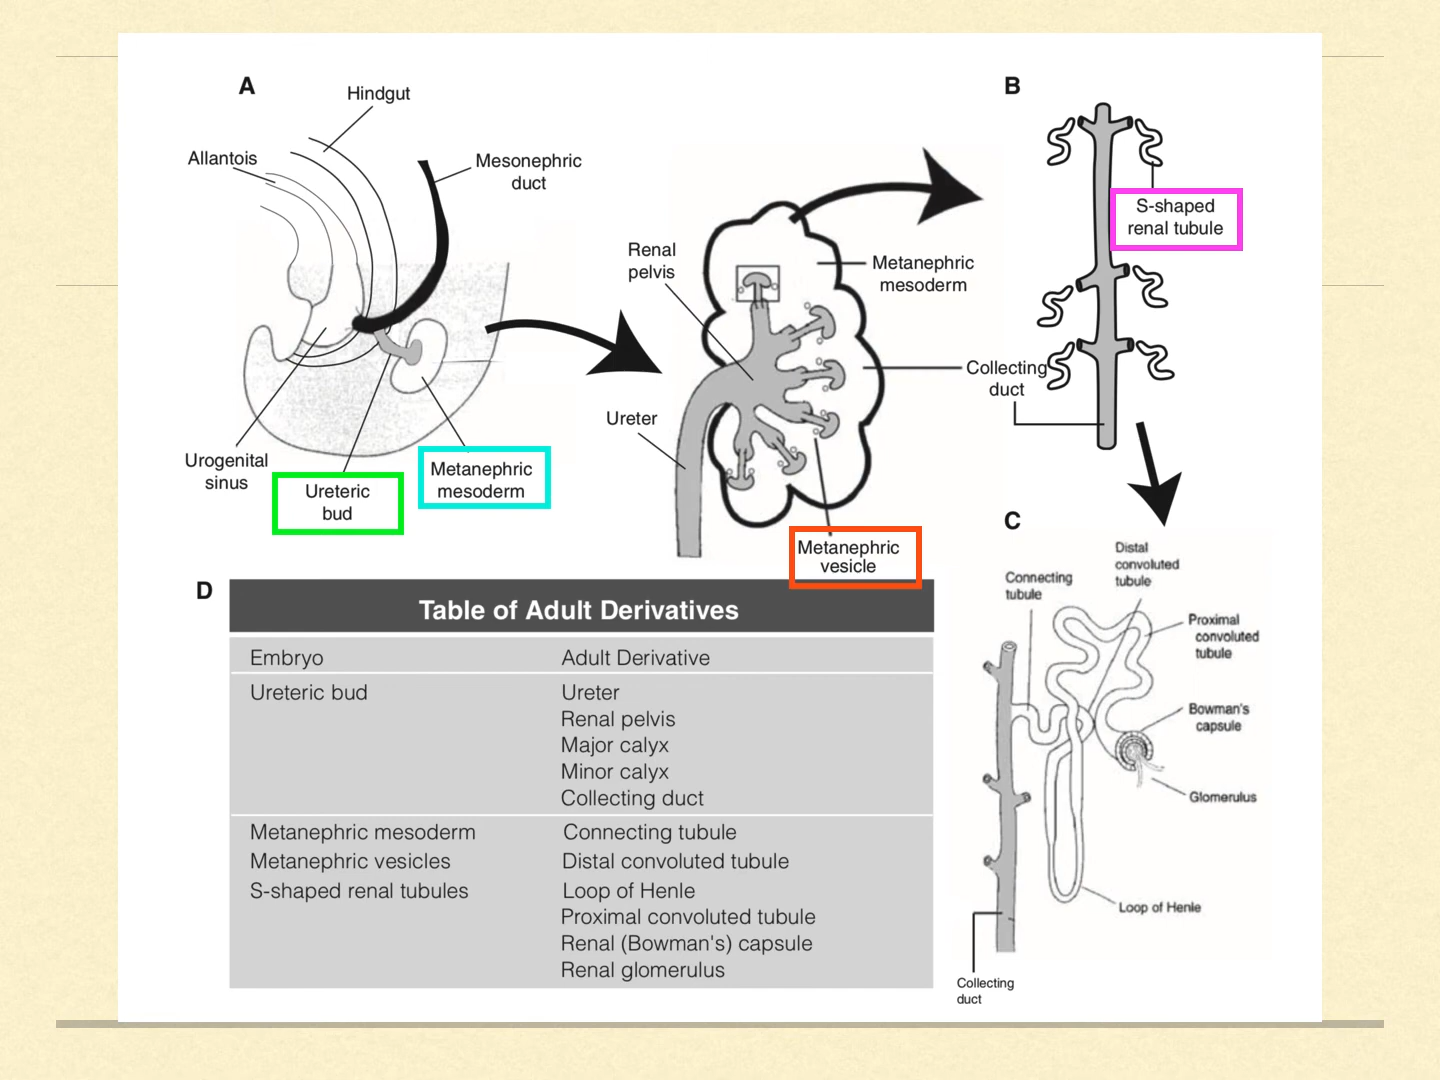 A
Hindgut
Allantois
Mesonephric
duct
Urogenital
sinus
Ureteric
bud
Metanephric
mesoderm
Renal
pelvis
Ureter
Metanephric
mesoderm
Collecting
duct
Metanephric
vesicle
B
S-shaped
renal tubule
C
Distal
convoluted
tubule
Connecting
tubule
Proximal
convoluted
tubule
Bowman's
capsule
Glomerulus
Loop of Henle
Collecting
duct
D
Table of Adult Derivatives
Embryo Adult Derivative
Ureteric bud Ureter
Renal pelvis
Major calyx
Minor calyx
Collecting duct
Metanephric mesoderm Connecting tubule
Metanephric vesicles Distal convoluted tubule
S-shaped renal tubules Loop of Henle
Proximal convoluted tubule
Renal (Bowman's) capsule
Renal glomerulus